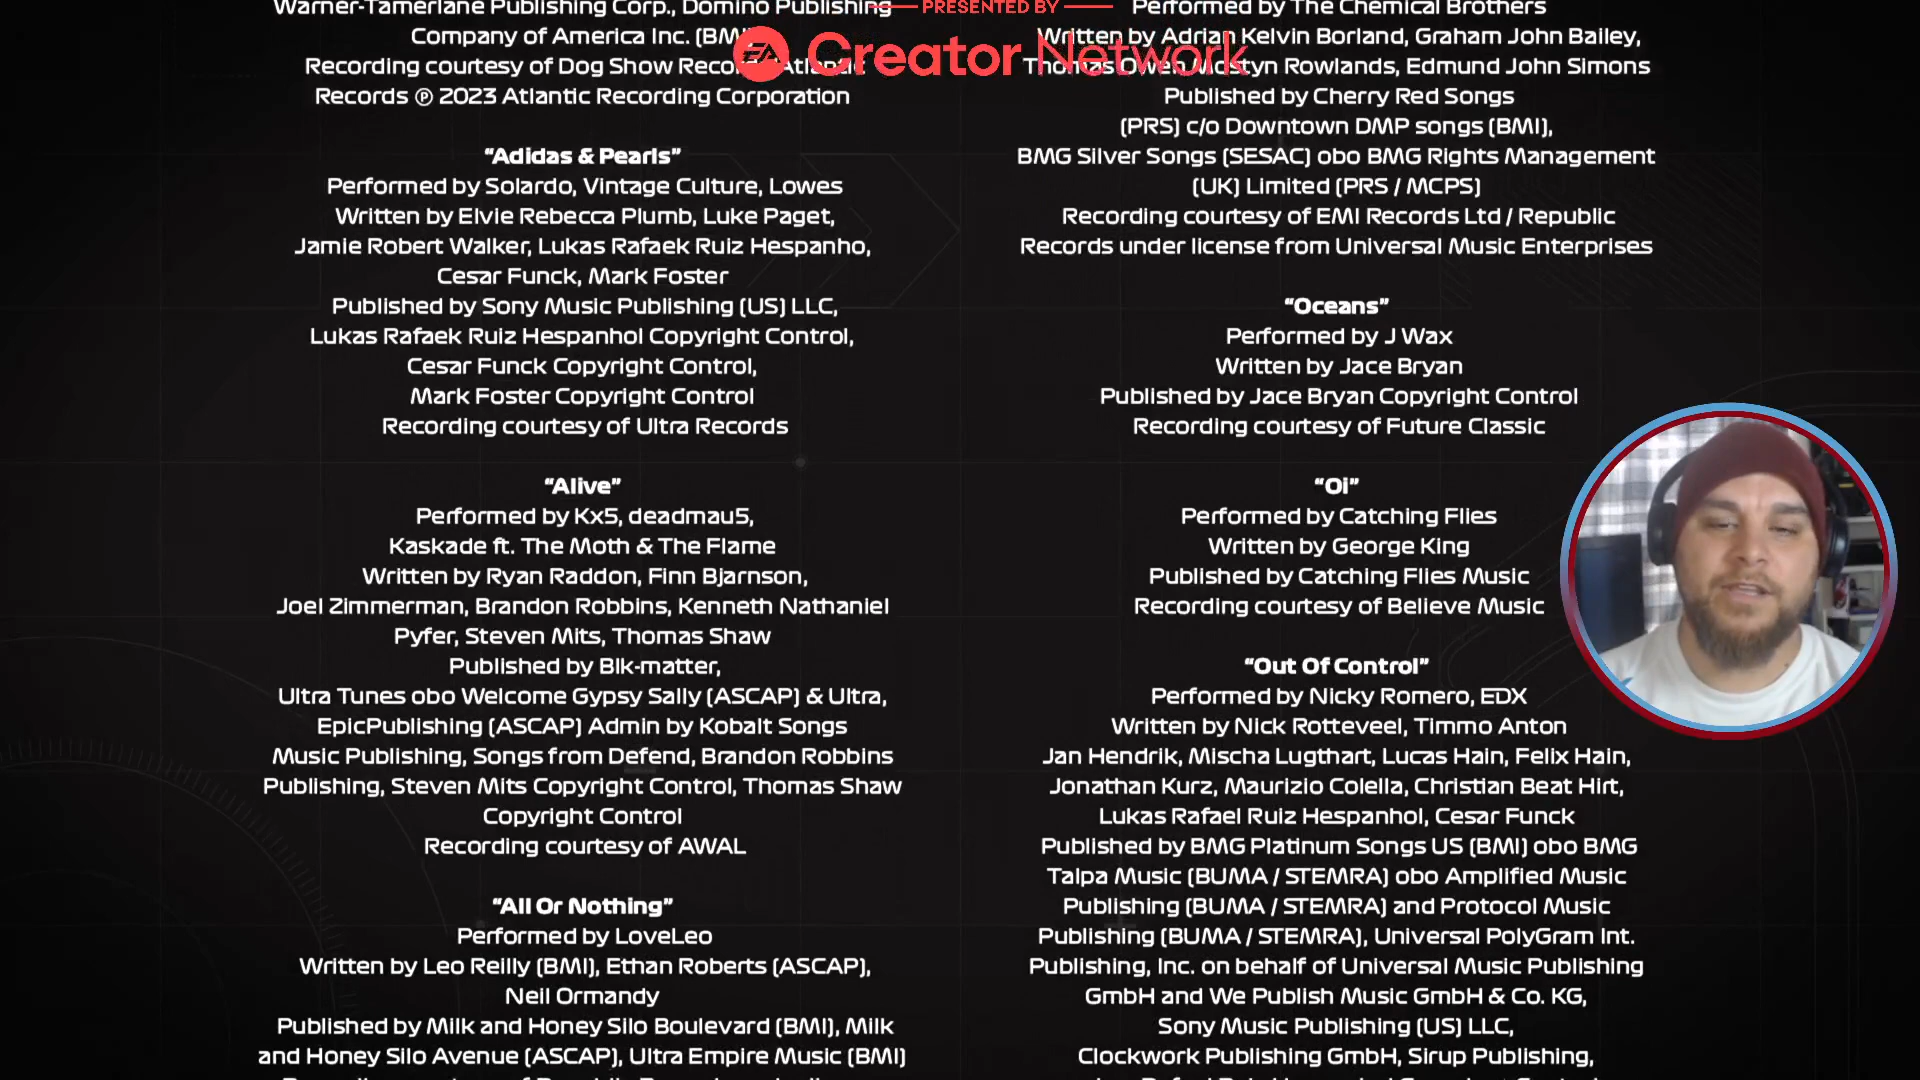 PRESENTED BY
EA Creator Network
Warner-Tamerlane Publishing Corp., Domino Publishing
Company of America Inc. (BMI)
Recording courtesy of Dog Show Records/Atlantic
Records ℗ 2023 Atlantic Recording Corporation
“Adidas & Pearls”
Performed by Solardo, Vintage Culture, Lowes
Written by Elvie Rebecca Plumb, Luke Paget,
Jamie Robert Walker, Lukas Rafaek Ruiz Hespanho,
Cesar Funck, Mark Foster
Published by Sony Music Publishing (US) LLC,
Lukas Rafaek Ruiz Hespanhol Copyright Control,
Cesar Funck Copyright Control,
Mark Foster Copyright Control
Recording courtesy of Ultra Records
“Alive”
Performed by Kx5, deadmau5,
Kaskade ft. The Moth & The Flame
Written by Ryan Raddon, Finn Bjarnson,
Joel Zimmerman, Brandon Robbins, Kenneth Nathaniel
Pyfer, Steven Mits, Thomas Shaw
Published by Blk-matter,
Ultra Tunes obo Welcome Gypsy Sally (ASCAP) & Ultra,
EpicPublishing (ASCAP) Admin by Kobalt Songs
Music Publishing, Songs from Defend, Brandon Robbins
Publishing, Steven Mits Copyright Control, Thomas Shaw
Copyright Control
Recording courtesy of AWAL
“All Or Nothing”
Performed by LoveLeo
Written by Leo Reilly (BMI), Ethan Roberts (ASCAP),
Neil Ormandy
Published by Milk and Honey Silo Boulevard (BMI), Milk
and Honey Silo Avenue (ASCAP), Ultra Empire Music (BMI)
Performed by The Chemical Brothers
Written by Adrian Kelvin Borland, Graham John Bailey,
Thomas Owen Mostyn Rowlands, Edmund John Simons
Published by Cherry Red Songs
(PRS) c/o Downtown DMP songs (BMI),
BMG Silver Songs (SESAC) obo BMG Rights Management
(UK) Limited (PRS / MCPS)
Recording courtesy of EMI Records Ltd / Republic
Records under license from Universal Music Enterprises
“Oceans”
Performed by J Wax
Written by Jace Bryan
Published by Jace Bryan Copyright Control
Recording courtesy of Future Classic
“Oi”
Performed by Catching Flies
Written by George King
Published by Catching Flies Music
Recording courtesy of Believe Music
“Out Of Control”
Performed by Nicky Romero, EDX
Written by Nick Rotteveel, Timmo Anton
Jan Hendrik, Mischa Lugthart, Lucas Hain, Felix Hain,
Jonathan Kurz, Maurizio Colella, Christian Beat Hirt,
Lukas Rafael Ruiz Hespanhol, Cesar Funck
Published by BMG Platinum Songs US (BMI) obo BMG
Talpa Music (BUMA / STEMRA) obo Amplified Music
Publishing (BUMA / STEMRA) and Protocol Music
Publishing (BUMA / STEMRA), Universal PolyGram Int.
Publishing, Inc. on behalf of Universal Music Publishing
GmbH and We Publish Music GmbH & Co. KG,
Sony Music Publishing (US) LLC,
Clockwork Publishing GmbH, Sirup Publishing,